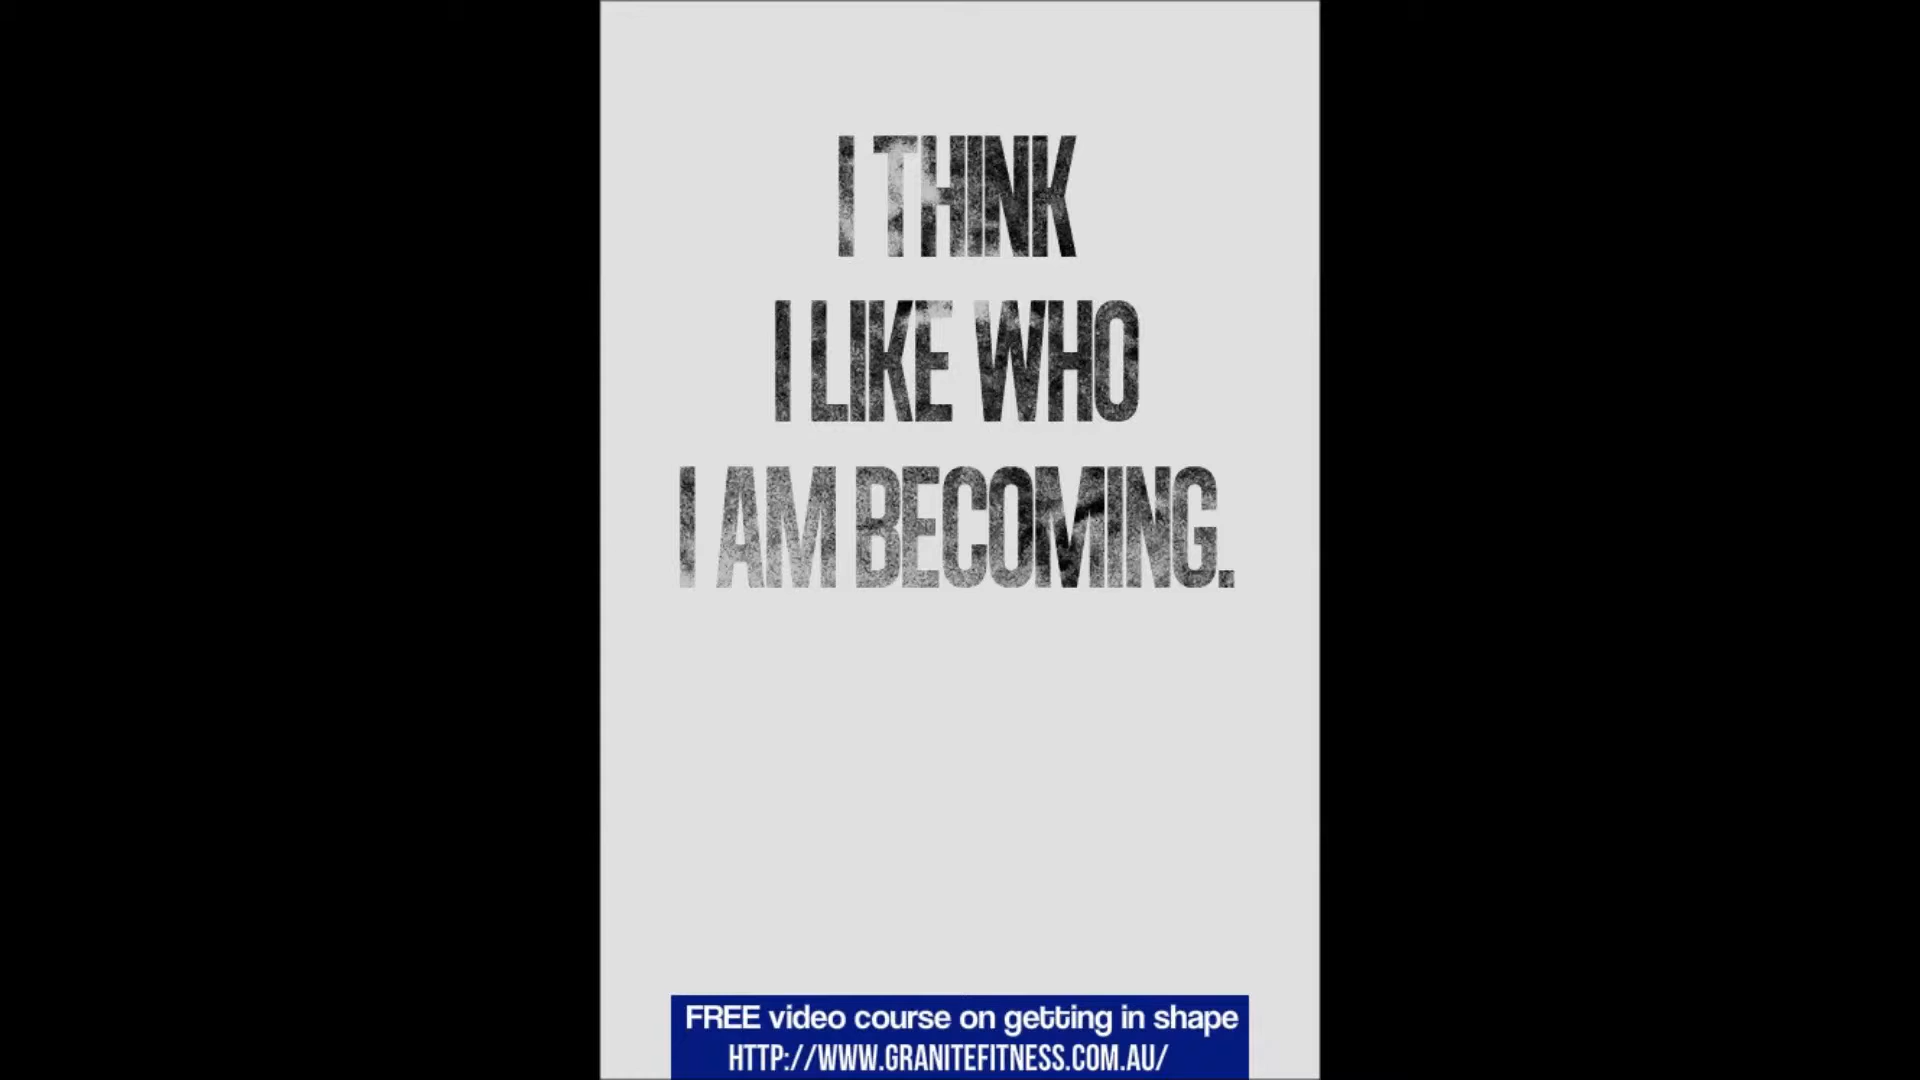 I THINK
I LIKE WHO
I AM BECOMING.
FREE video course on getting in shape
HTTP://WWW.GRANITEFITNESS.COM.AU/